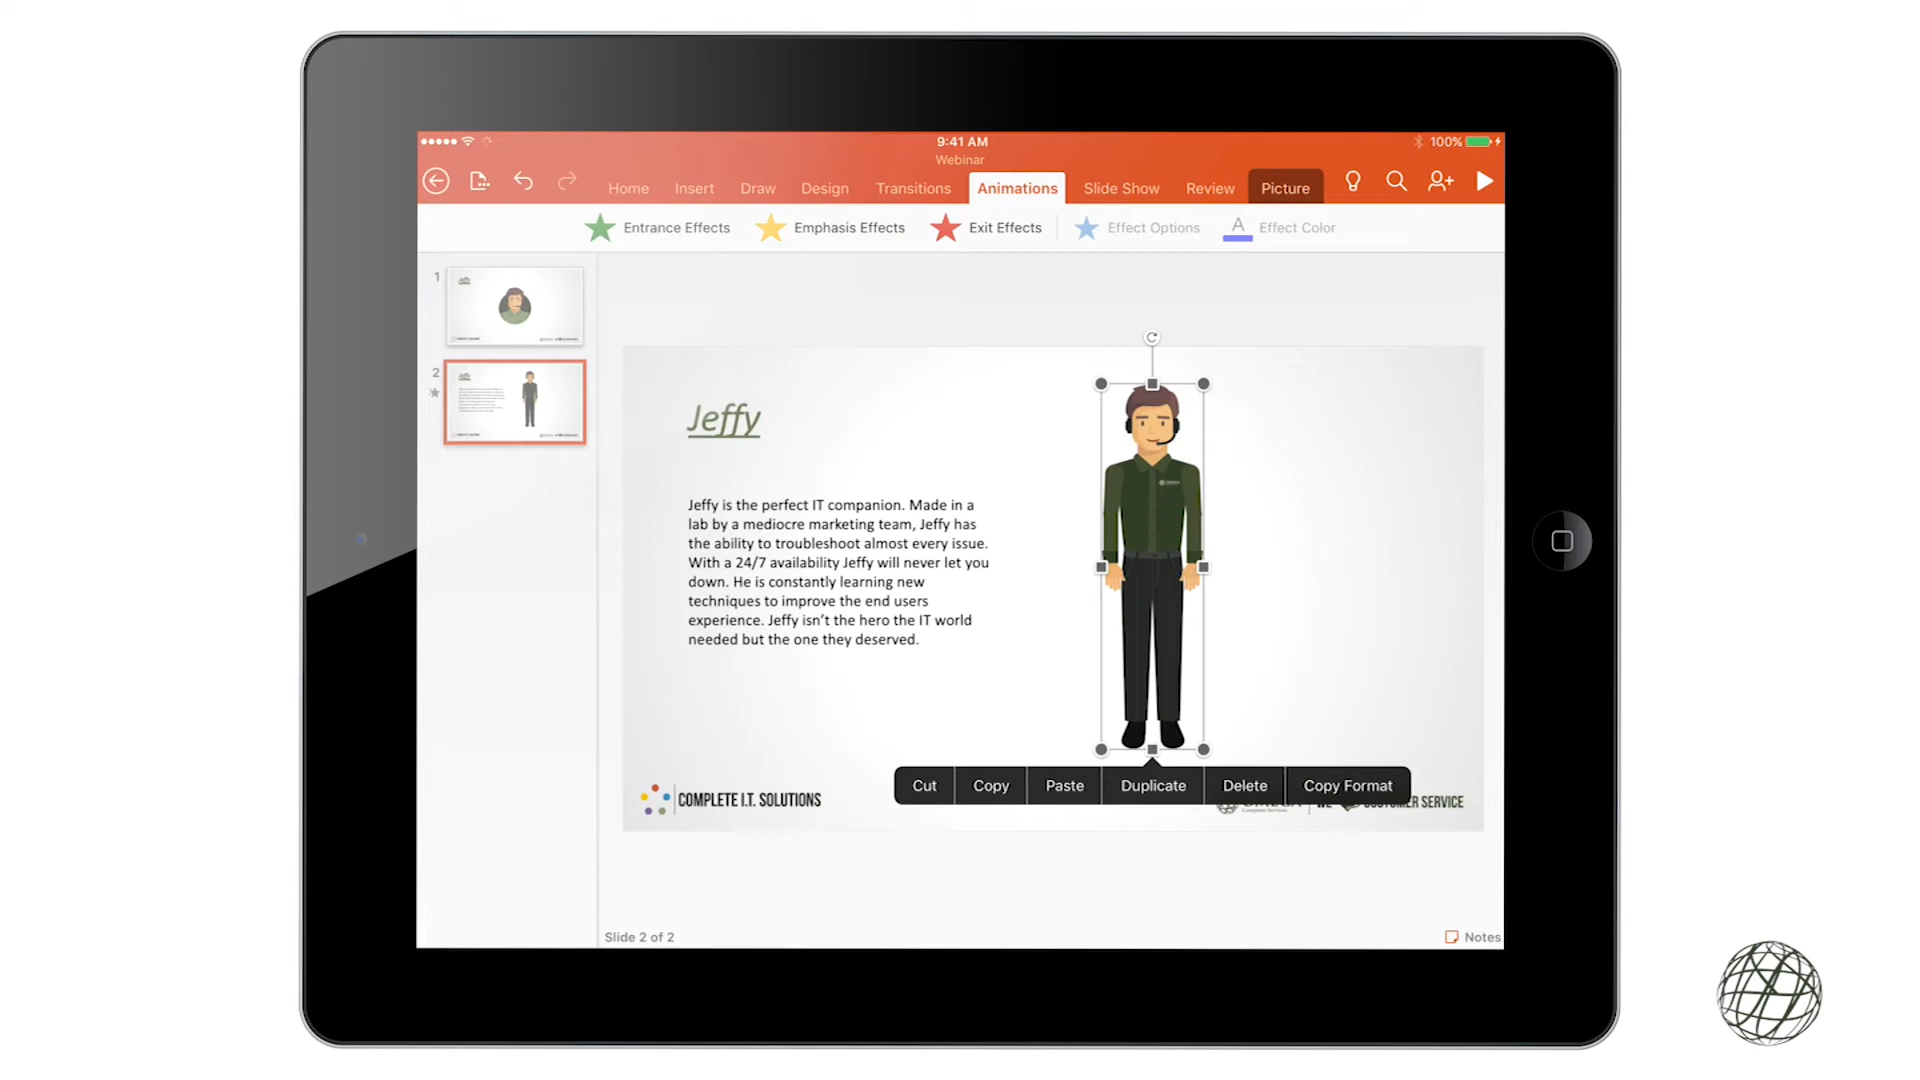 9:41 AM
100%
Webinar
Home Insert Draw Design Transitions Animations Slide Show Review Picture
Entrance Effects Emphasis Effects Exit Effects Effect Options A Effect Color
1
2
Jeffy
Jeffy is the perfect IT companion. Made in a
lab by a mediocre marketing team, Jeffy has
the ability to troubleshoot almost every issue.
With a 24/7 availability Jeffy will never let you
down. He is constantly learning new
techniques to improve the end users
experience. Jeffy isn't the hero the IT world
needed but the one they deserved.
Cut Copy Paste Duplicate Delete Copy Format
COMPLETE I.T. SOLUTIONS
SERVICE
Slide 2 of 2
Notes